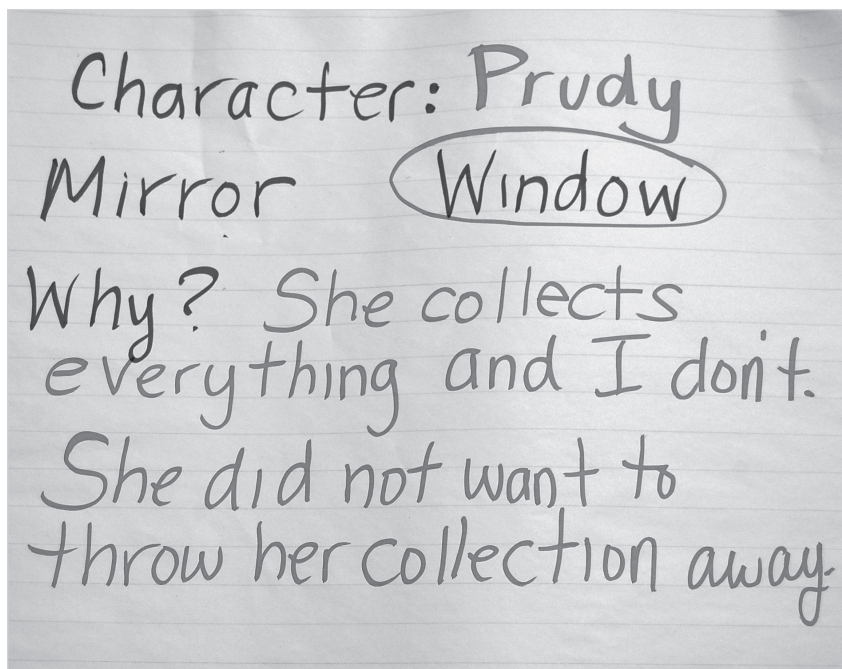 Character: Prudy
Mirror Window
Why? She collects
everything and I don't.
She did not want to
throw her collection away.